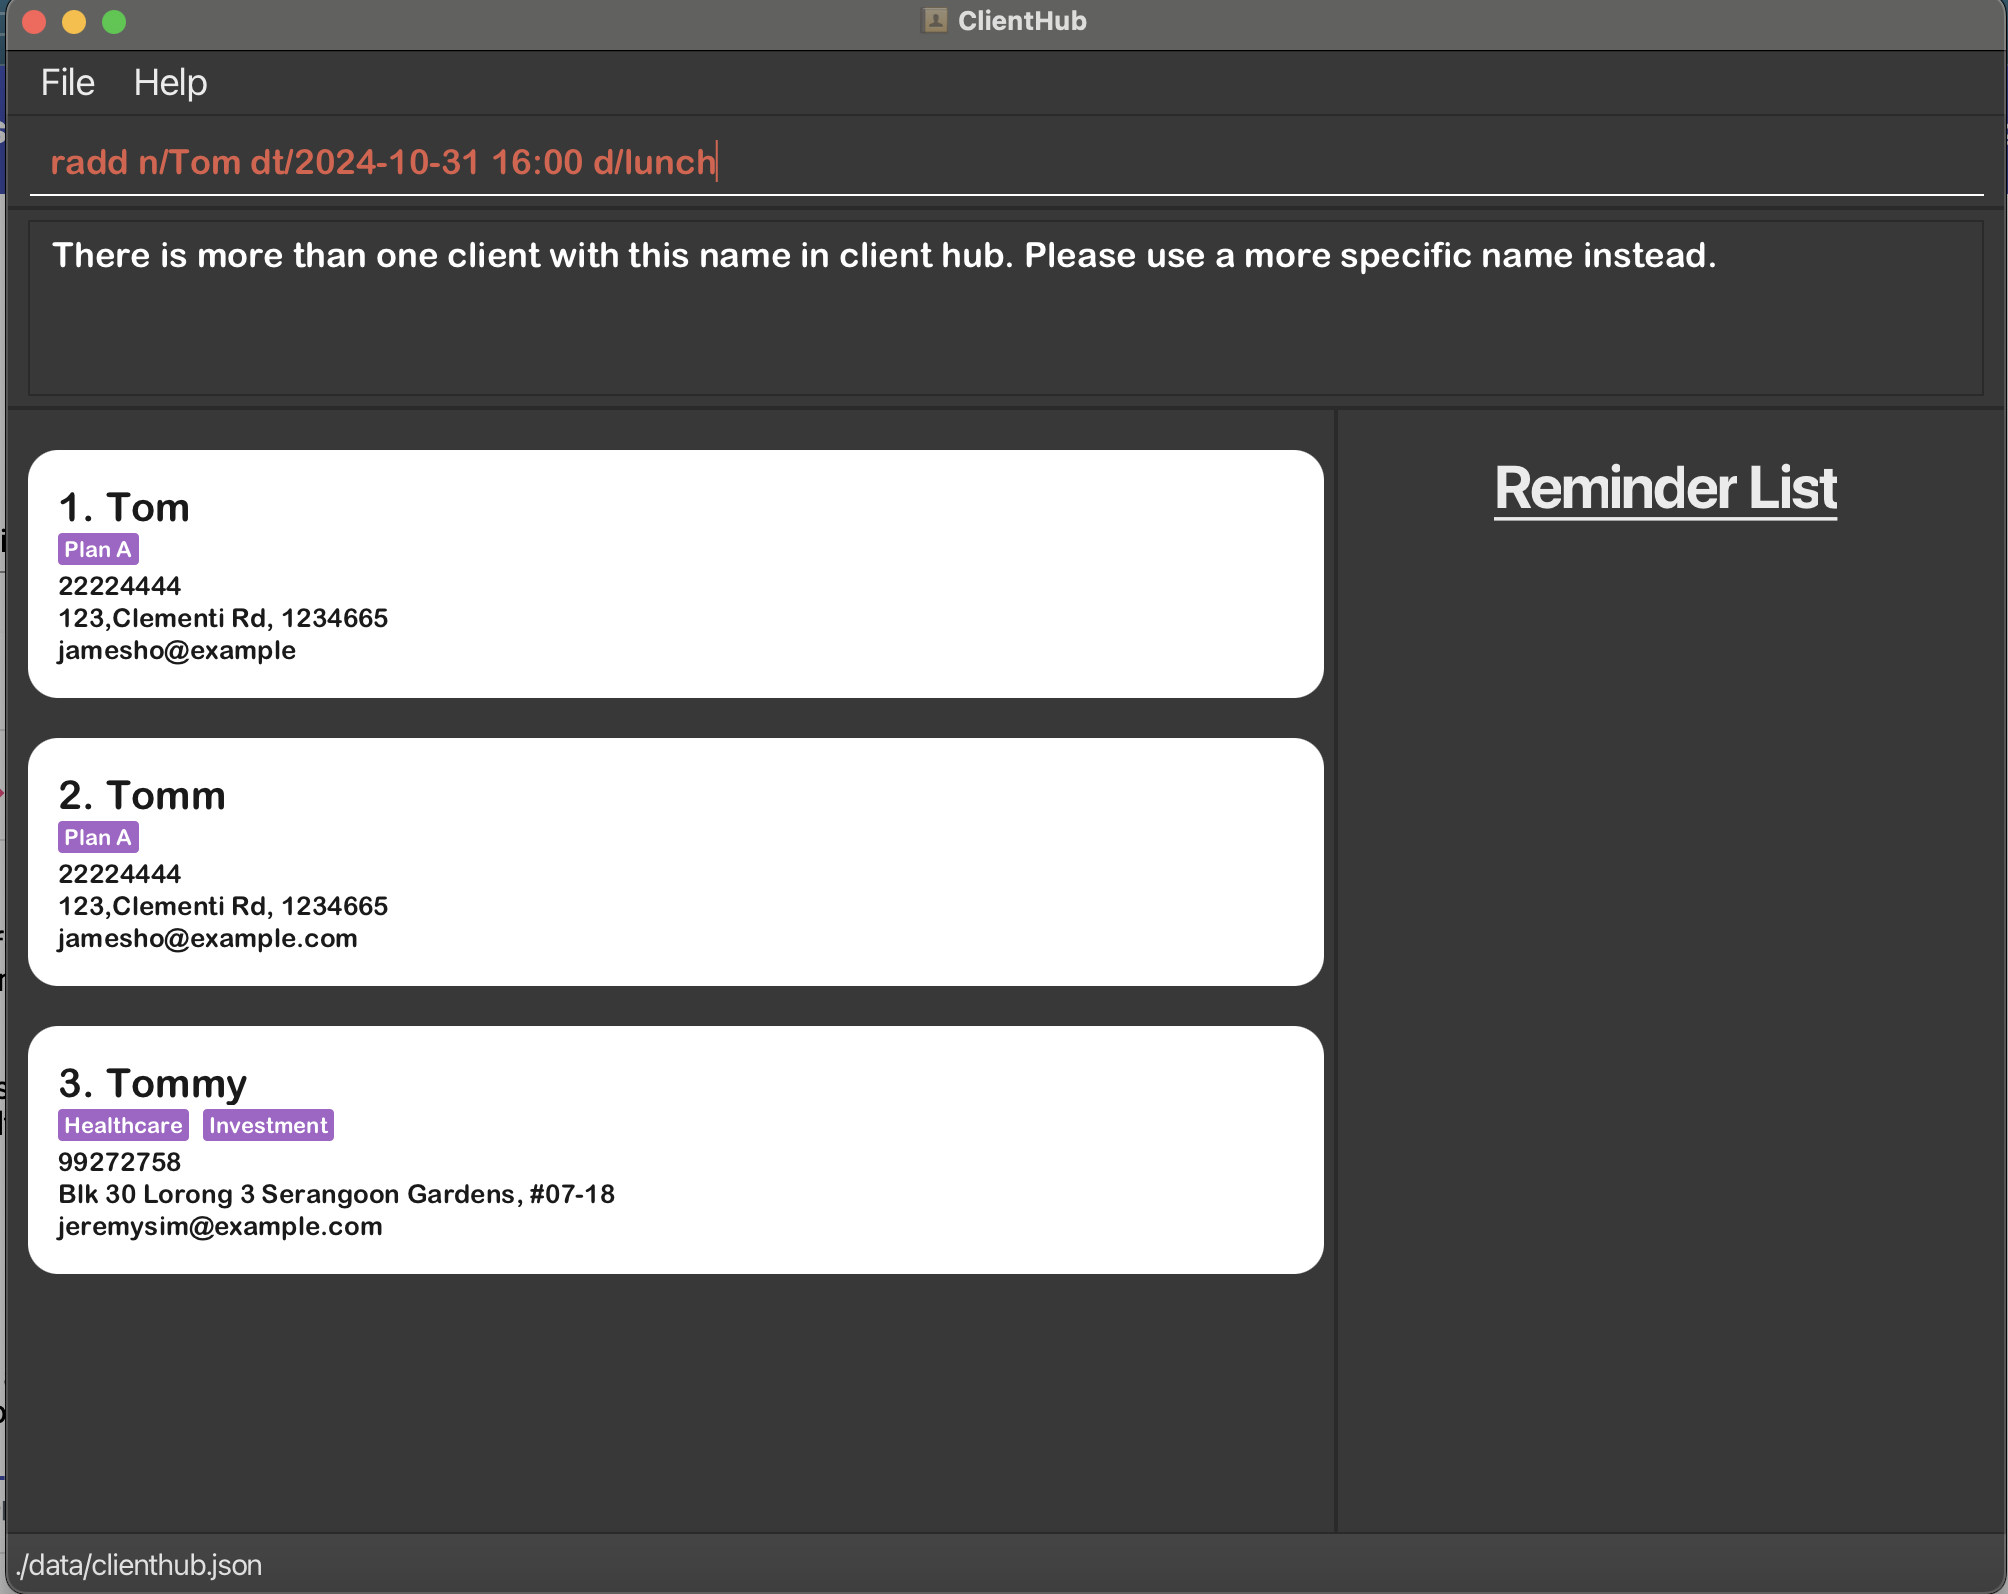 ClientHub
File Help
radd n/Tom dt/2024-10-31 16:00 d/lunch
There is more than one client with this name in client hub. Please use a more specific name instead.
1. Tom
Plan A
22224444
123,Clementi Rd, 1234665
jamesho@example
2. Tomm
Plan A
22224444
123,Clementi Rd, 1234665
jamesho@example.com
3. Tommy
Healthcare Investment
99272758
Blk 30 Lorong 3 Serangoon Gardens, #07-18
jeremysim@example.com
Reminder List
./data/clienthub.json